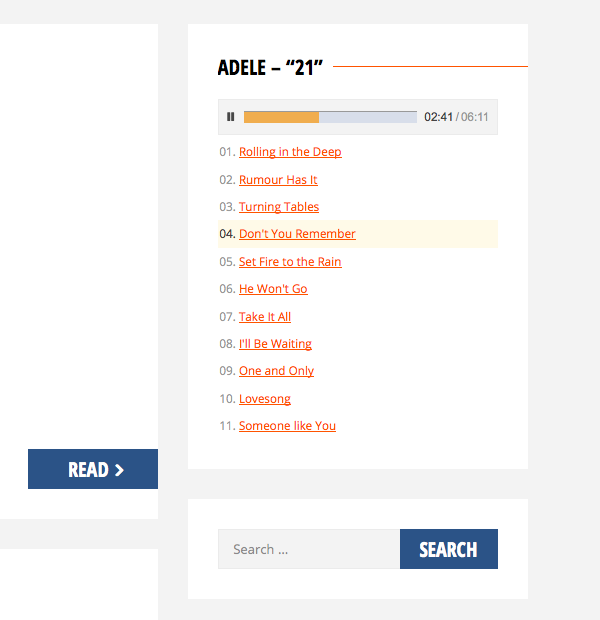 ADELE – “21”
02:41 / 06:11
01. Rolling in the Deep
02. Rumour Has It
03. Turning Tables
04. Don't You Remember
05. Set Fire to the Rain
06. He Won't Go
07. Take It All
08. I'll Be Waiting
09. One and Only
10. Lovesong
11. Someone like You
READ
Search ...
SEARCH